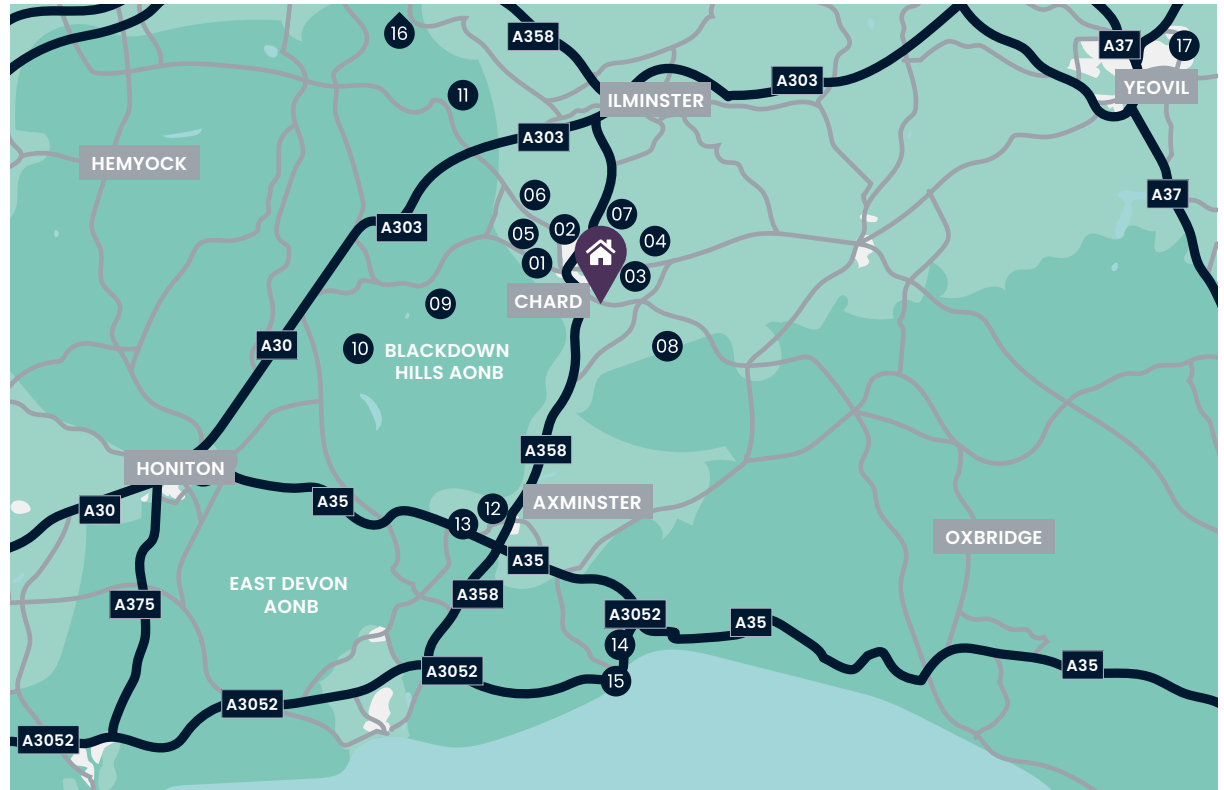 16
A358
A37
17
11
ILMINSTER
A303
YEOVIL
A303
HEMYOCK
06
A37
07
A303
02
05
04
01
03
09
CHARD
A30
10
BLACKDOWN
HILLS AONB
08
A358
HONITON
A30
A35
12
AXMINSTER
13
OXBRIDGE
A35
EAST DEVON
AONB
A358
A375
A3052
A35
14
A3052
15
A35
A3052
A3052